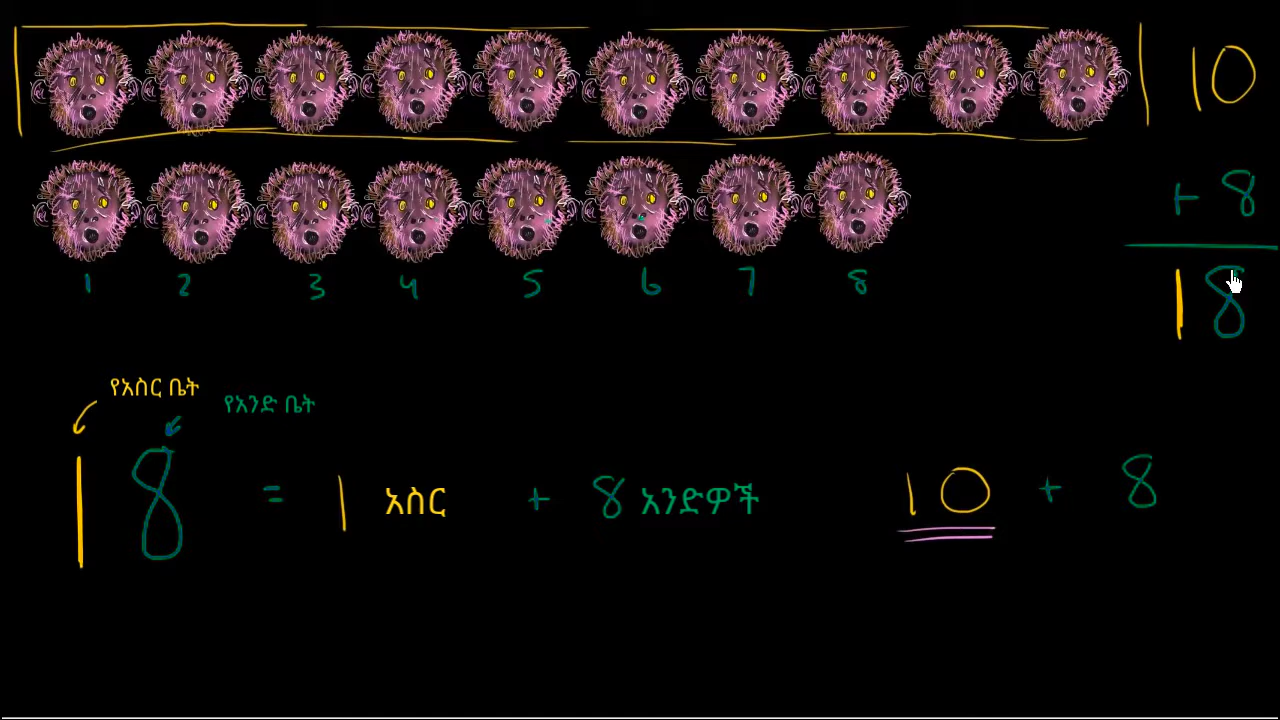 10
+ 8
1 2 3 4 5 6 7 8
18
የአስር ቤት
የአንድ ቤት
18 = 1 አስር + 8 አንድዎች 10 + 8